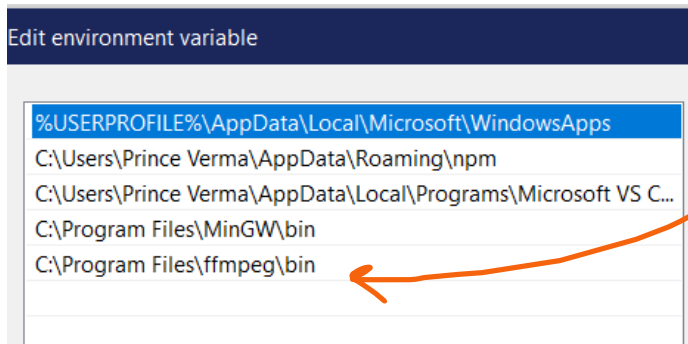 Edit environment variable
%USERPROFILE%\AppData\Local\Microsoft\WindowsApps
C:\Users\Prince Verma\AppData\Roaming\npm
C:\Users\Prince Verma\AppData\Local\Programs\Microsoft VS C...
C:\Program Files\MinGW\bin
C:\Program Files\ffmpeg\bin